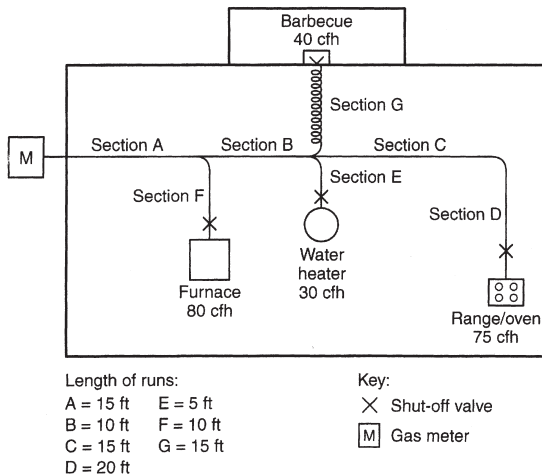 Barbecue
40 cfh
Section G
M
Section A
Section B
Section C
Section F
Section E
Section D
Furnace
80 cfh
Water
heater
30 cfh
Range/oven
75 cfh
Length of runs:
A = 15 ft E = 5 ft
B = 10 ft F = 10 ft
C = 15 ft G = 15 ft
D = 20 ft
Key:
Shut-off valve
M Gas meter